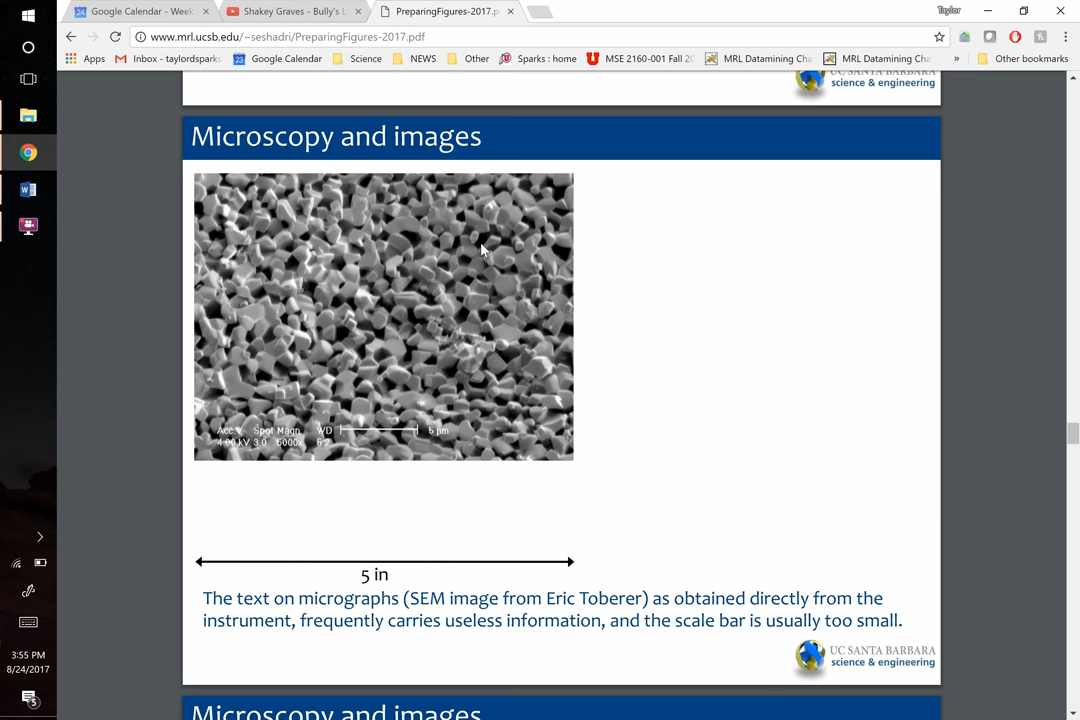 Google Calendar - Week
Shakey Graves - Bully's L
PreparingFigures-2017.p
Taylor
www.mrl.ucsb.edu/~seshadri/PreparingFigures-2017.pdf
Apps
Inbox - taylordsparks
Google Calendar
Science
NEWS
Other
Sparks : home
MSE 2160-001 Fall 20
MRL Datamining Cha
MRL Datamining Cha
»
Other bookmarks
UC SANTA BARBARA
science & engineering
Microscopy and images
Acc.V Spot Magn WD 5 µm
4.00 kV 3.0 5000x 5.2
5 in
The text on micrographs (SEM image from Eric Toberer) as obtained directly from the
instrument, frequently carries useless information, and the scale bar is usually too small.
UC SANTA BARBARA
science & engineering
Microscopy and images
3:55 PM
8/24/2017
5